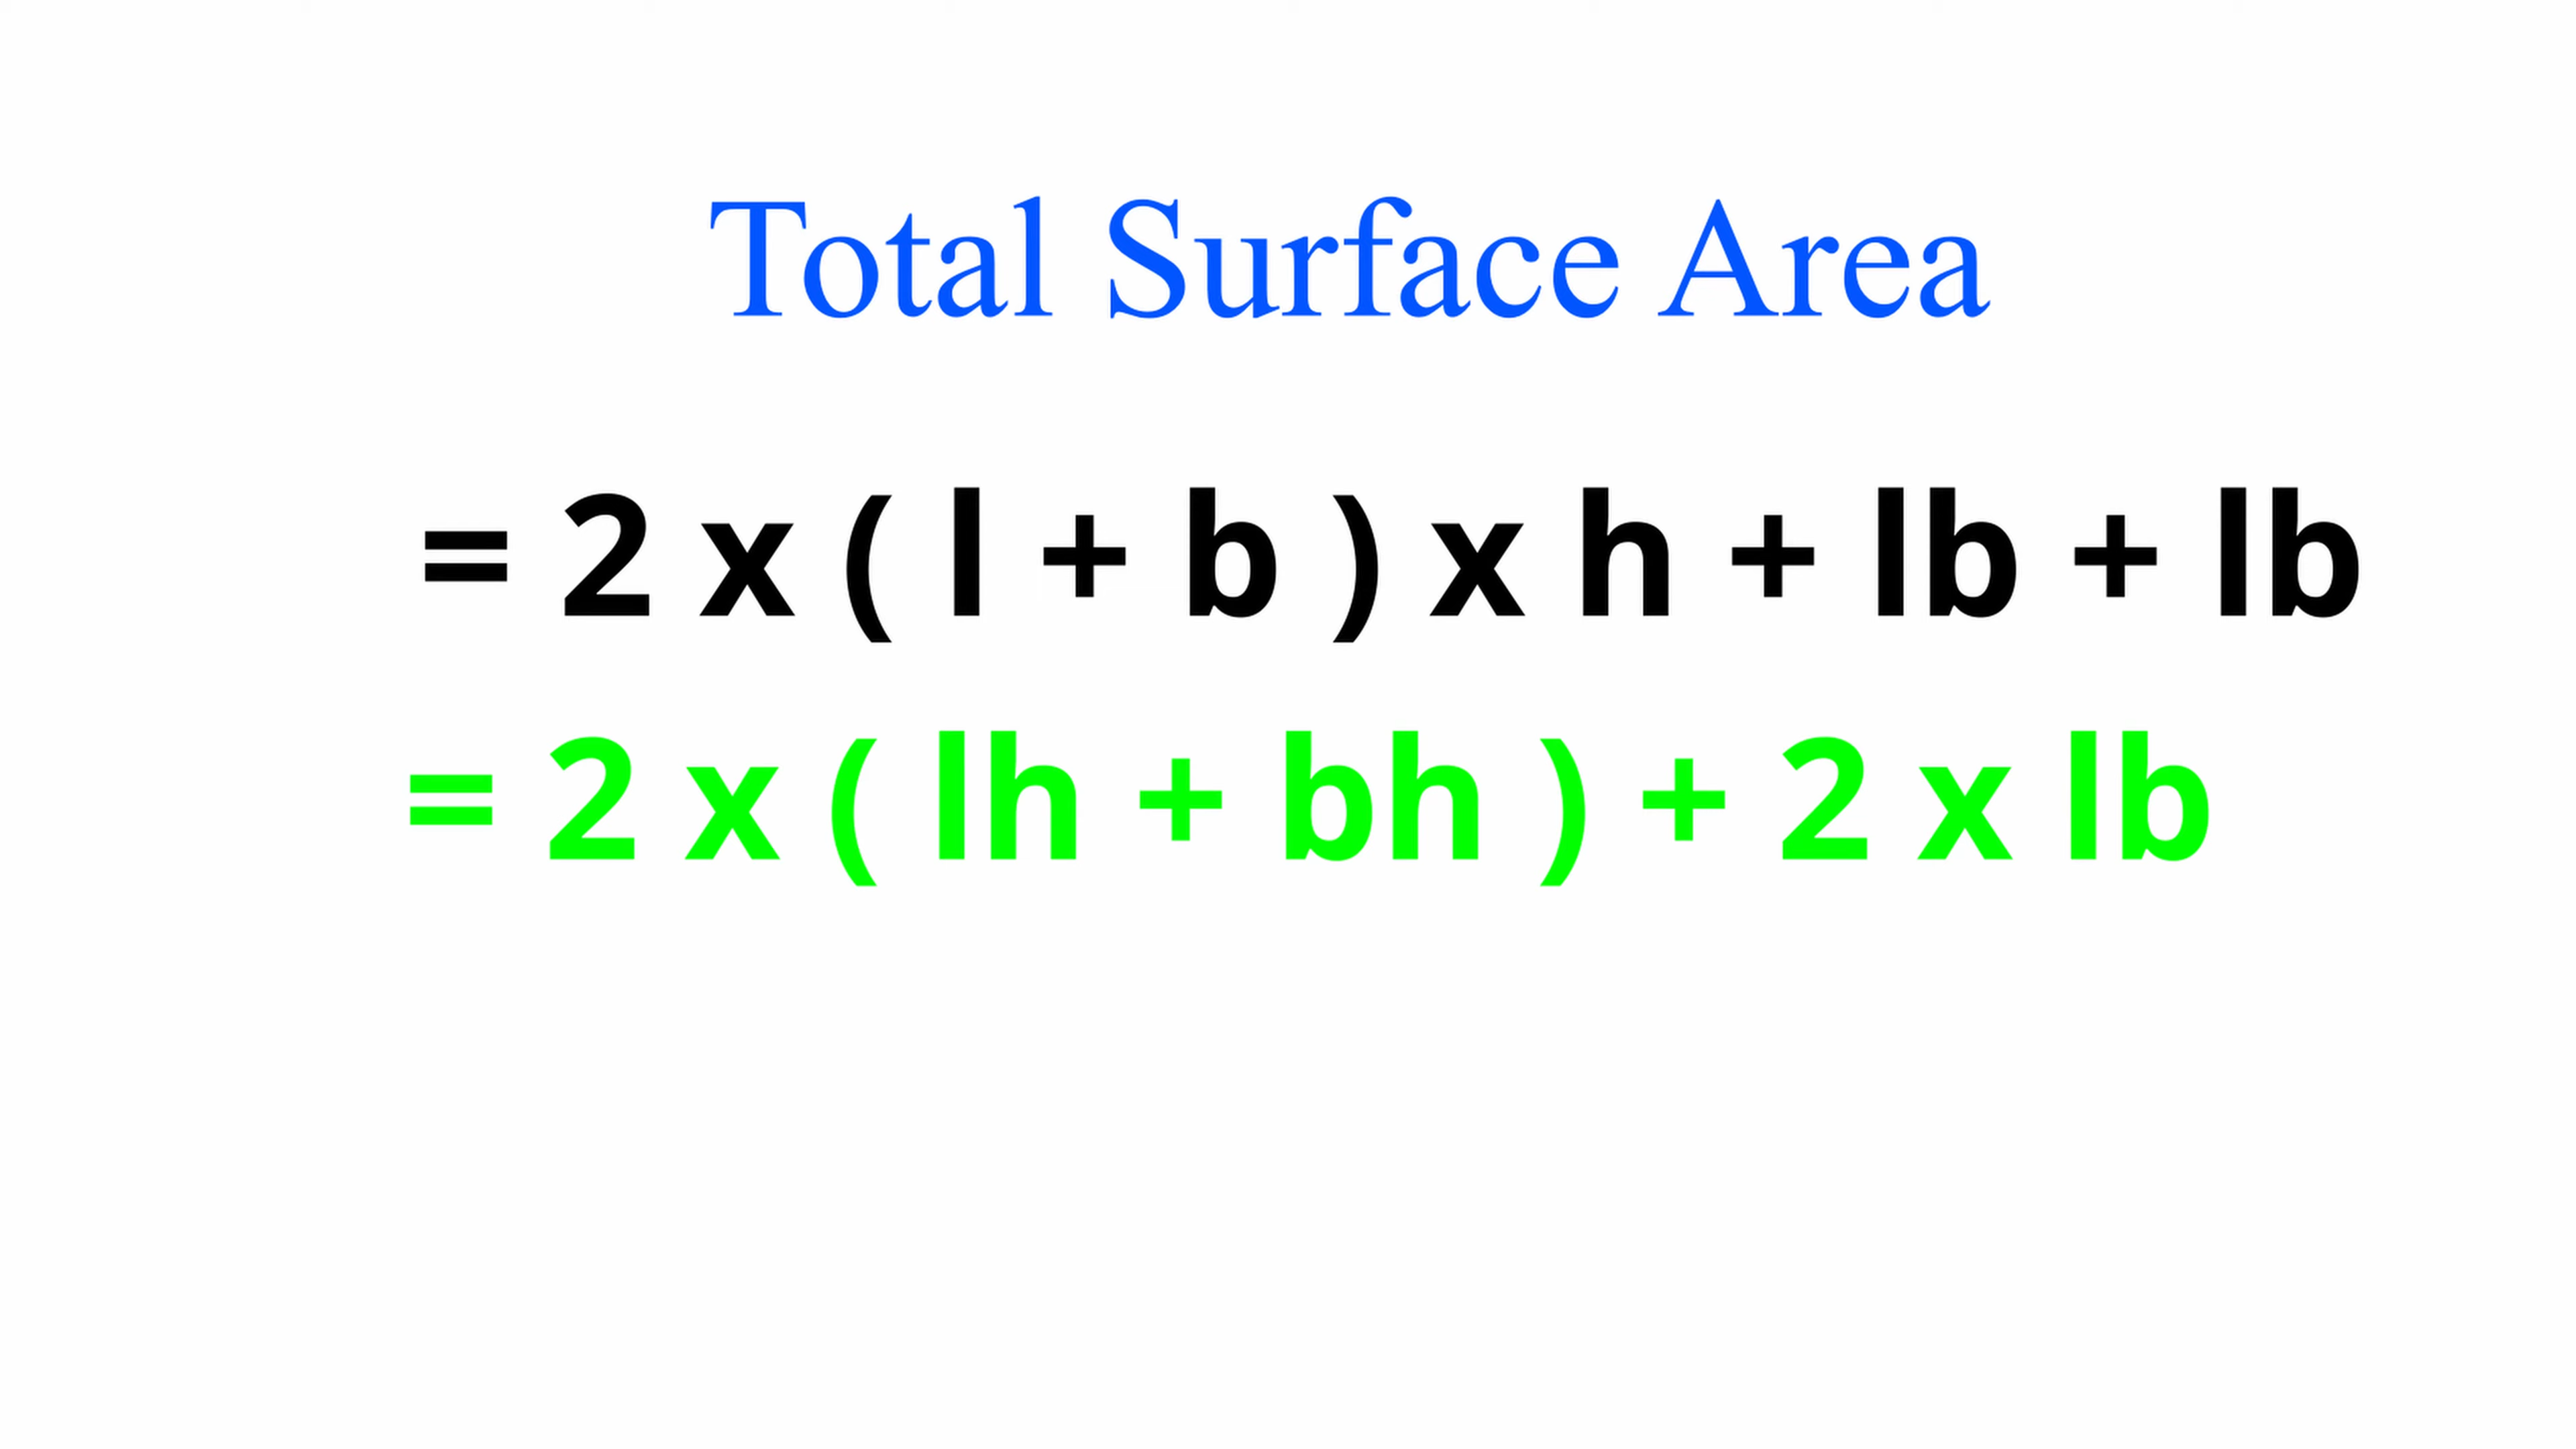 Total Surface Area
= 2 x ( l + b ) x h + lb + lb
= 2 x ( lh + bh ) + 2 x lb